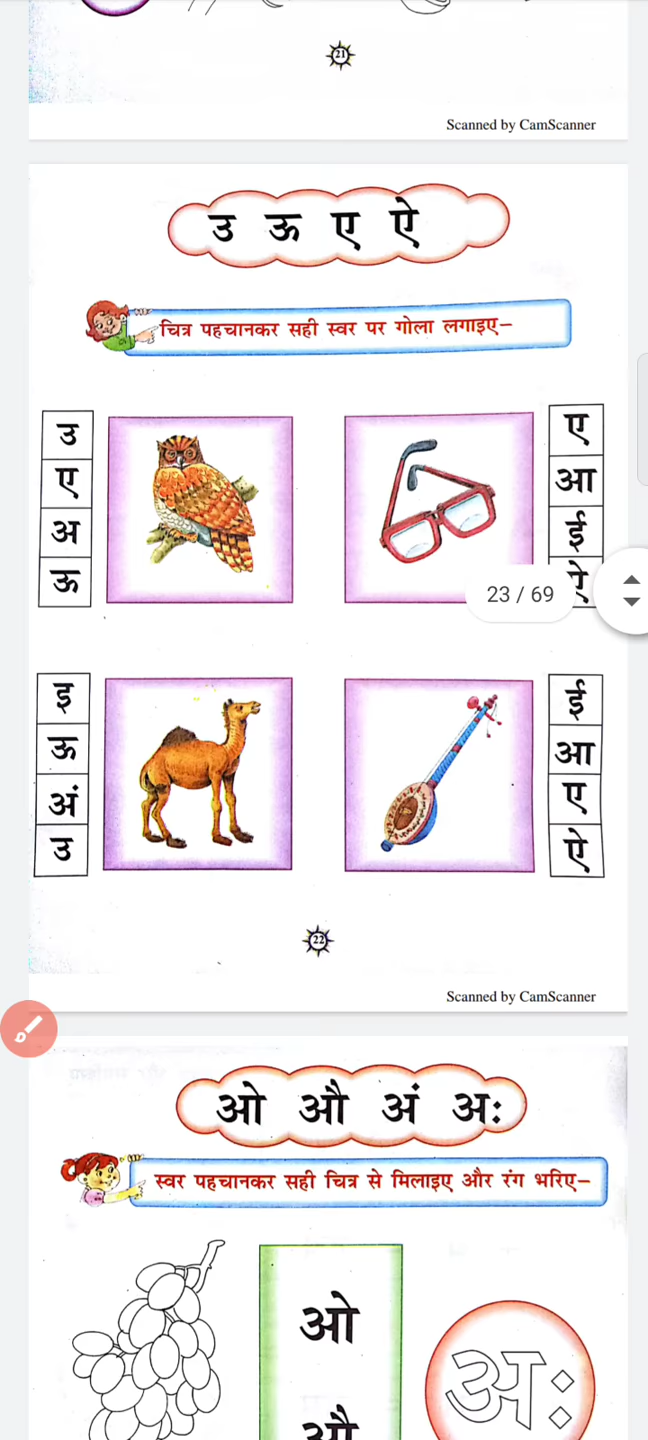 21
Scanned by CamScanner
उ ऊ ए ऐ
चित्र पहचानकर सही स्वर पर गोला लगाइए–
उ
ए
अ
ऊ
ए
आ
ई
ऐ
23 / 69
इ
ऊ
अं
उ
ई
आ
ए
ऐ
22
Scanned by CamScanner
ओ औ अं अः
स्वर पहचानकर सही चित्र से मिलाइए और रंग भरिए–
ओ
औ
अः